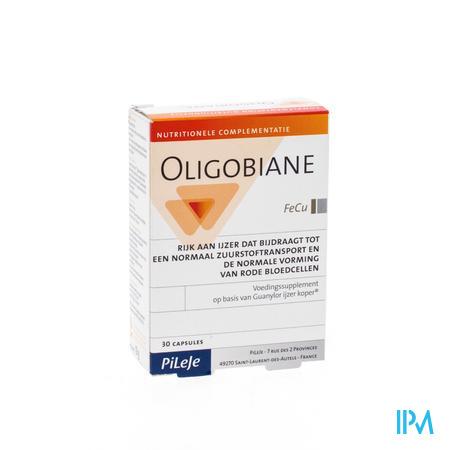 NUTRITIONELE COMPLEMENTATIE
OLIGOBIANE
FeCu
RIJK AAN IJZER DAT BIJDRAAGT TOT
EEN NORMAAL ZUURSTOFTRANSPORT EN
DE NORMALE VORMING
VAN RODE BLOEDCELLEN
Voedingssupplement
op basis van Guanylor ijzer koper®
30 CAPSULES
PiLeJe
PiLeJe - 7 RUE DES 2 PROVINCES
49270 SAINT-LAURENT-DES-AUTELS - FRANCE
IPM